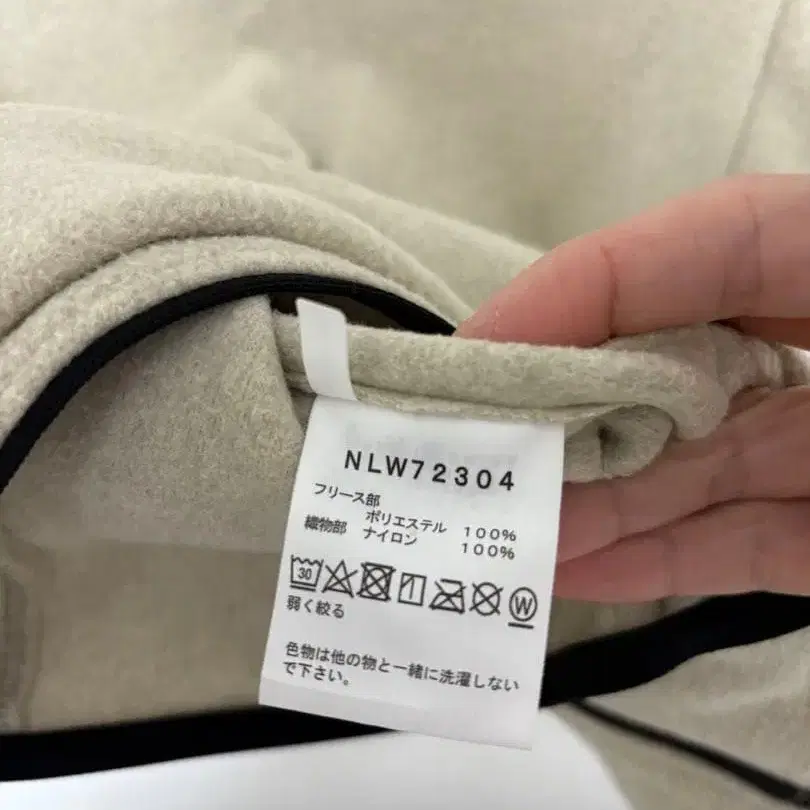 NLW72304
フリース部
ポリエステル 100%
織物部 ナイロン 100%
30 W
弱く絞る
色物は他の物と一緒に洗濯しない
で下さい。